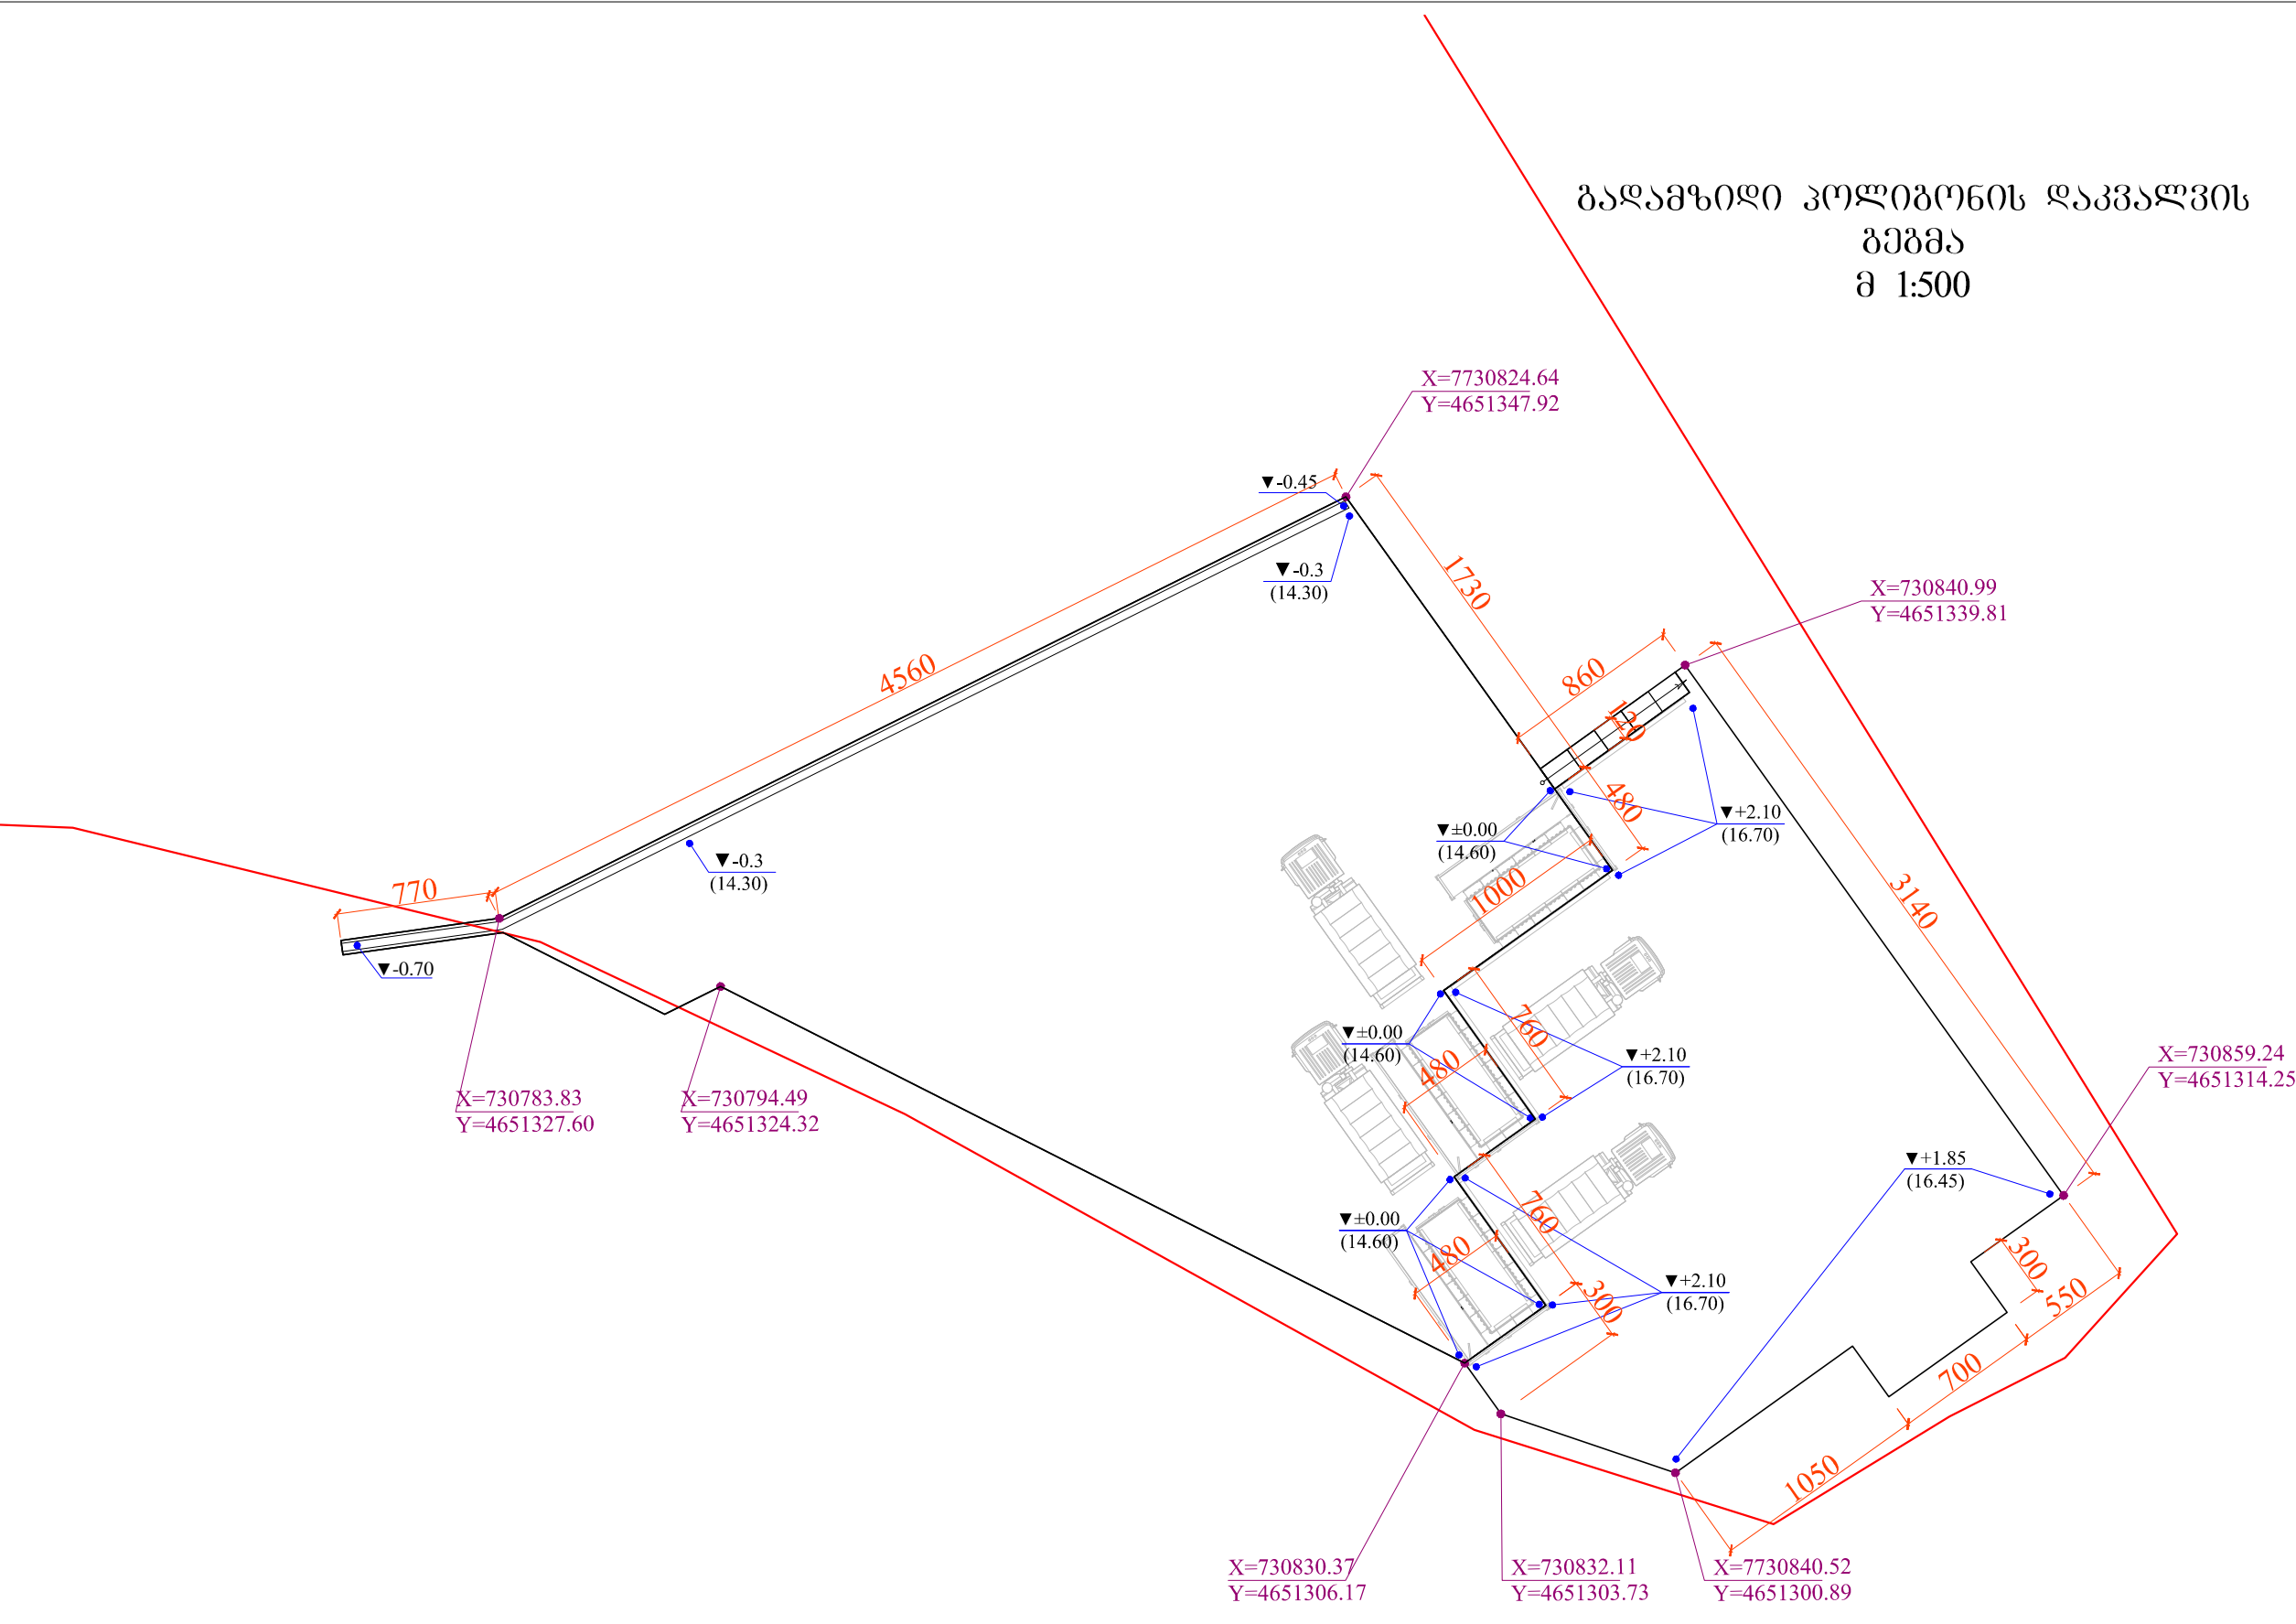 გადამზიდი პოლიგონის დაკვალვის
გეგმა
მ 1:500
X=7730824.64
Y=4651347.92
▼-0.45
▼-0.3
(14.30)
1730
X=730840.99
Y=4651339.81
4560
860
120
480
▼+2.10
(16.70)
▼±0.00
(14.60)
▼-0.3
(14.30)
770
1000
3140
▼-0.70
▼±0.00
(14.60)
760
480
▼+2.10
(16.70)
X=730859.24
Y=4651314.25
X=730783.83
Y=4651327.60
X=730794.49
Y=4651324.32
▼+1.85
(16.45)
▼±0.00
(14.60)
760
480
300
▼+2.10
(16.70)
300
550
700
1050
X=730830.37
Y=4651306.17
X=730832.11
Y=4651303.73
X=7730840.52
Y=4651300.89